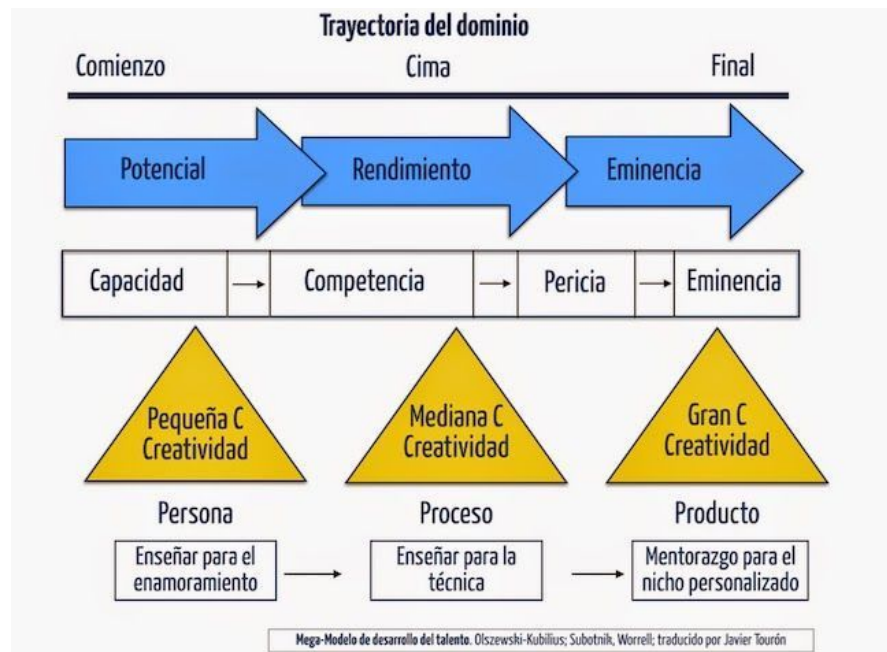 Trayectoria del dominio
Comienzo Cima Final
Potencial Rendimiento Eminencia
Capacidad Competencia Pericia Eminencia
Pequeña C Mediana C Gran C
Creatividad Creatividad Creatividad
Persona Proceso Producto
Enseñar para el Enseñar para la Mentorazgo para el
enamoramiento técnica nicho personalizado
Mega-Modelo de desarrollo del talento. Olszewski-Kubilius; Subotnik, Worrell; traducido por Javier Tourón